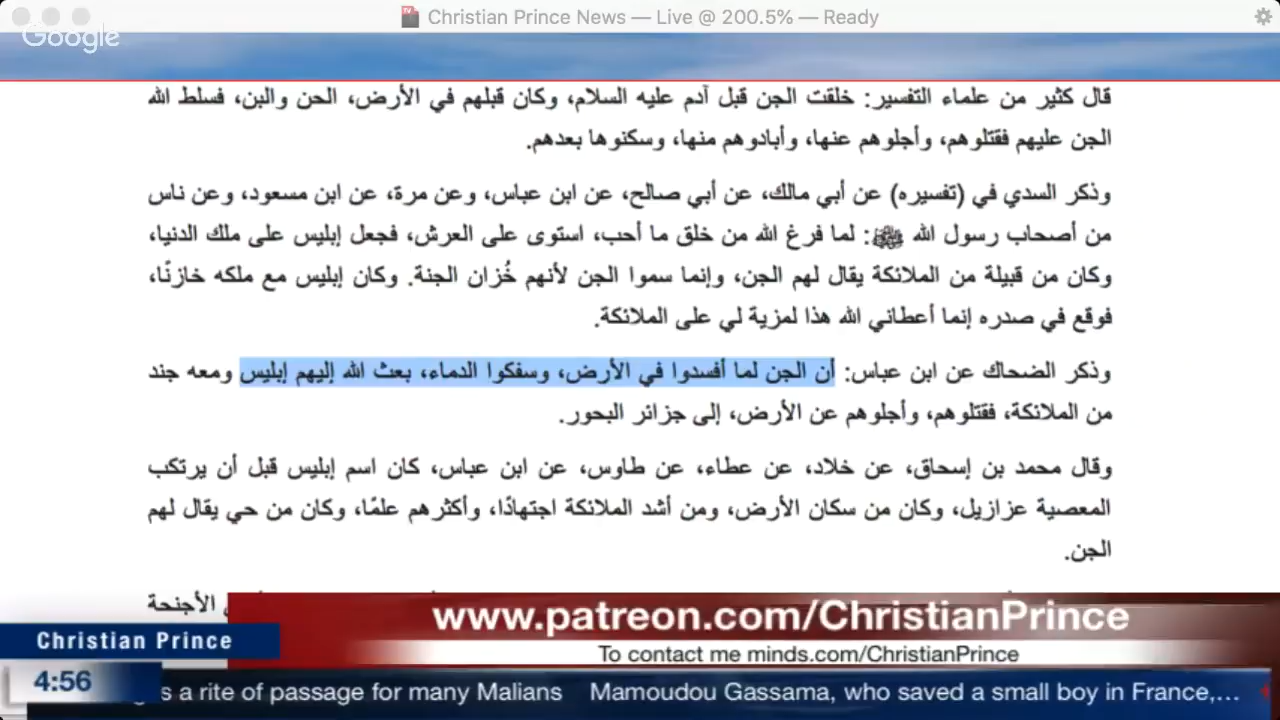 Christian Prince News — Live @ 200.5% — Ready
Google
قال كثير من علماء التفسير: خلقت الجن قبل آدم عليه السلام، وكان قبلهم في الأرض، الحن والبن، فسلط الله
الجن عليهم فقتلوهم، وأجلوهم عنها، وأبادوهم منها، وسكنوها بعدهم.
وذكر السدي في (تفسيره) عن أبي مالك، عن أبي صالح، عن ابن عباس، وعن مرة، عن ابن مسعود، وعن ناس
من أصحاب رسول الله ﷺ: لما فرغ الله من خلق ما أحب، استوى على العرش، فجعل إبليس على ملك الدنيا،
وكان من قبيلة من الملائكة يقال لهم الجن، وإنما سموا الجن لأنهم خُزان الجنة. وكان إبليس مع ملكه خازنًا،
فوقع في صدره إنما أعطاني الله هذا لمزية لي على الملائكة.
وذكر الضحاك عن ابن عباس: أن الجن لما أفسدوا في الأرض، وسفكوا الدماء، بعث الله إليهم إبليس ومعه جند
من الملائكة، فقتلوهم، وأجلوهم عن الأرض، إلى جزائر البحور.
وقال محمد بن إسحاق، عن خلاد، عن عطاء، عن طاوس، عن ابن عباس، كان اسم إبليس قبل أن يرتكب
المعصية عزازيل، وكان من سكان الأرض، ومن أشد الملائكة اجتهادًا، وأكثرهم علمًا، وكان من حي يقال لهم
الجن.
الأجنحة
www.patreon.com/ChristianPrince
Christian Prince
To contact me minds.com/ChristianPrince
4:56
s a rite of passage for many Malians Mamoudou Gassama, who saved a small boy in France,...